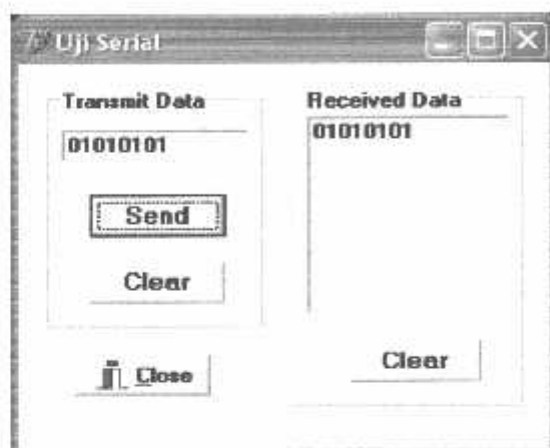 Uji Serial
Transmit Data
01010101
Send
Clear
Close
Received Data
01010101
Clear